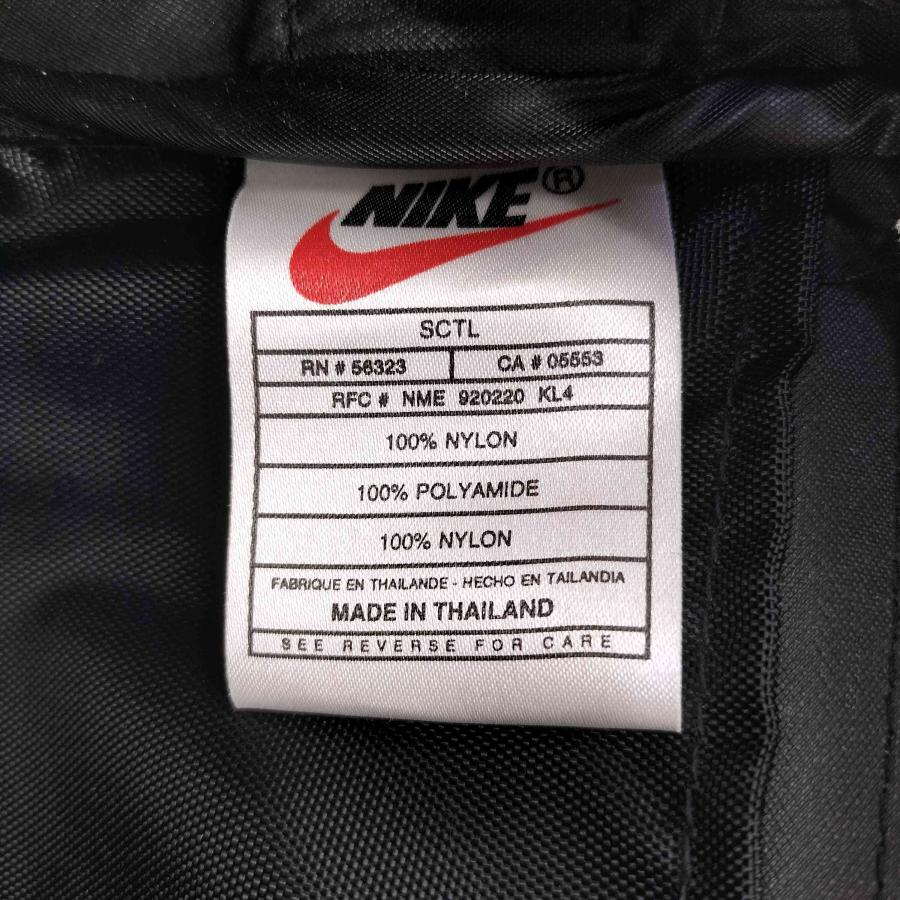 NIKE®
SCTL
RN # 56323 CA # 05553
RFC # NME 920220 KL4
100% NYLON
100% POLYAMIDE
100% NYLON
FABRIQUE EN THAILANDE - HECHO EN TAILANDIA
MADE IN THAILAND
SEE REVERSE FOR CARE